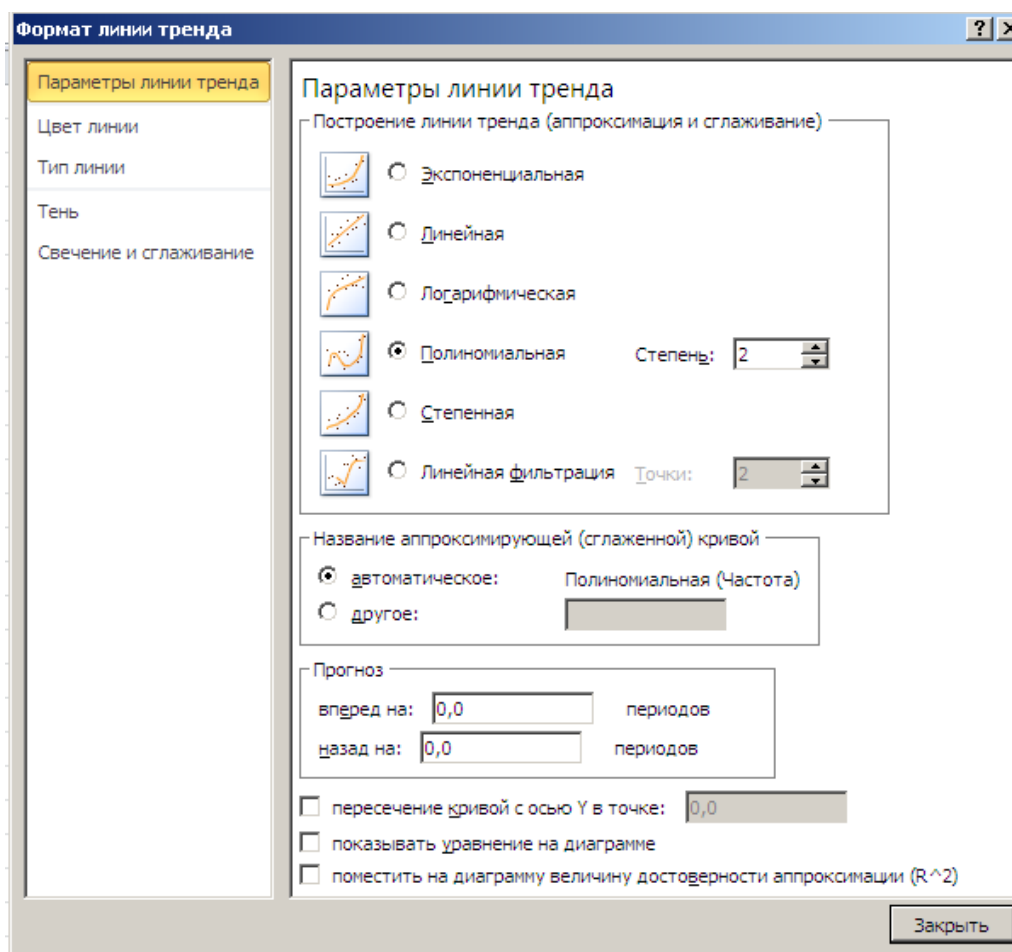 Формат линии тренда
Параметры линии тренда
Цвет линии
Тип линии
Тень
Свечение и сглаживание
Параметры линии тренда
Построение линии тренда (аппроксимация и сглаживание)
Экспоненциальная
Линейная
Логарифмическая
Полиномиальная Степень: 2
Степенная
Линейная фильтрация Точки: 2
Название аппроксимирующей (сглаженной) кривой
автоматическое: Полиномиальная (Частота)
другое:
Прогноз
вперед на: 0,0 периодов
назад на: 0,0 периодов
пересечение кривой с осью Y в точке: 0,0
показывать уравнение на диаграмме
поместить на диаграмму величину достоверности аппроксимации (R^2)
Закрыть